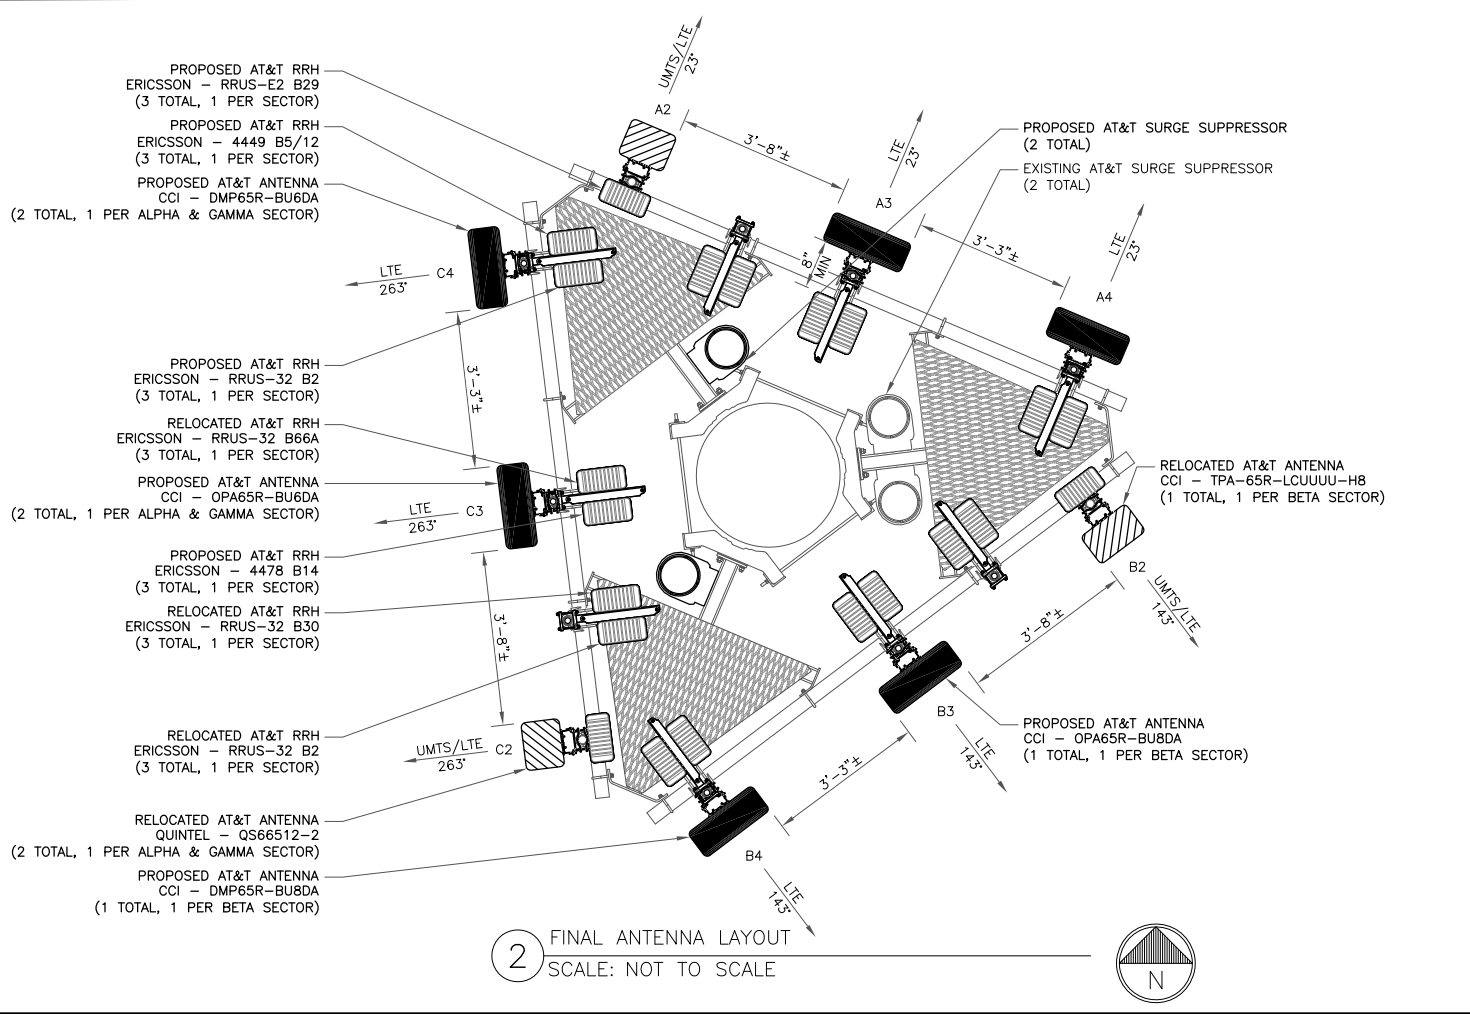 PROPOSED AT&T RRH
ERICSSON – RRUS–E2 B29
(3 TOTAL, 1 PER SECTOR)
PROPOSED AT&T RRH
ERICSSON – 4449 B5/12
(3 TOTAL, 1 PER SECTOR)
PROPOSED AT&T ANTENNA
CCI – DMP65R–BU6DA
(2 TOTAL, 1 PER ALPHA & GAMMA SECTOR)
PROPOSED AT&T RRH
ERICSSON – RRUS–32 B2
(3 TOTAL, 1 PER SECTOR)
RELOCATED AT&T RRH
ERICSSON – RRUS–32 B66A
(3 TOTAL, 1 PER SECTOR)
PROPOSED AT&T ANTENNA
CCI – OPA65R–BU6DA
(2 TOTAL, 1 PER ALPHA & GAMMA SECTOR)
PROPOSED AT&T RRH
ERICSSON – 4478 B14
(3 TOTAL, 1 PER SECTOR)
RELOCATED AT&T RRH
ERICSSON – RRUS–32 B30
(3 TOTAL, 1 PER SECTOR)
RELOCATED AT&T RRH
ERICSSON – RRUS–32 B2
(3 TOTAL, 1 PER SECTOR)
RELOCATED AT&T ANTENNA
QUINTEL – QS66512–2
(2 TOTAL, 1 PER ALPHA & GAMMA SECTOR)
PROPOSED AT&T ANTENNA
CCI – DMP65R–BU8DA
(1 TOTAL, 1 PER BETA SECTOR)
LTE
263°
C4
3'–3"±
LTE
263°
C3
3'–8"±
UMTS/LTE
263°
C2
UMTS/LTE
23°
A2
3'–8"±
LTE
23°
A3
8"
MIN
3'–3"±
LTE
23°
A4
PROPOSED AT&T SURGE SUPPRESSOR
(2 TOTAL)
EXISTING AT&T SURGE SUPPRESSOR
(2 TOTAL)
RELOCATED AT&T ANTENNA
CCI – TPA–65R–LCUUUU–H8
(1 TOTAL, 1 PER BETA SECTOR)
B2
UMTS/LTE
143°
3'–8"±
B3
LTE
143°
PROPOSED AT&T ANTENNA
CCI – OPA65R–BU8DA
(1 TOTAL, 1 PER BETA SECTOR)
3'–3"±
B4
LTE
143°
2
FINAL ANTENNA LAYOUT
SCALE: NOT TO SCALE
N